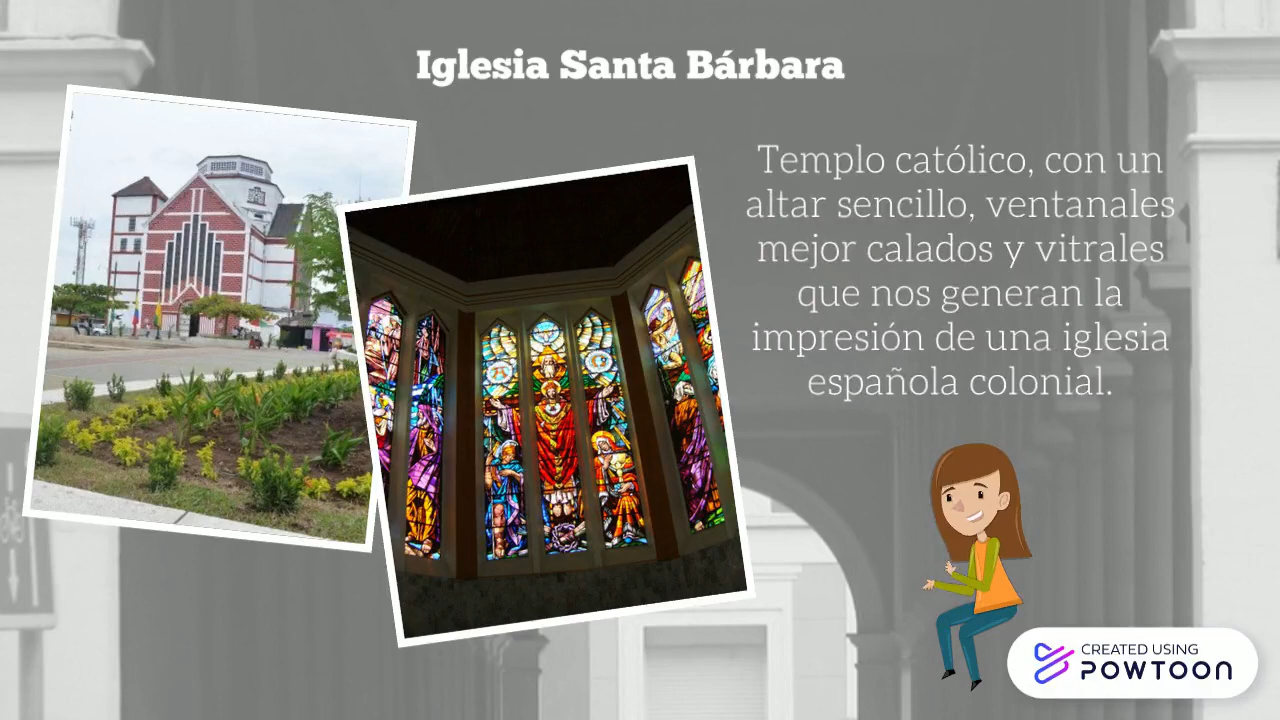 Iglesia Santa Bárbara
Templo católico, con un
altar sencillo, ventanales
mejor calados y vitrales
que nos generan la
impresión de una iglesia
española colonial.
CREATED USING
POWTOON